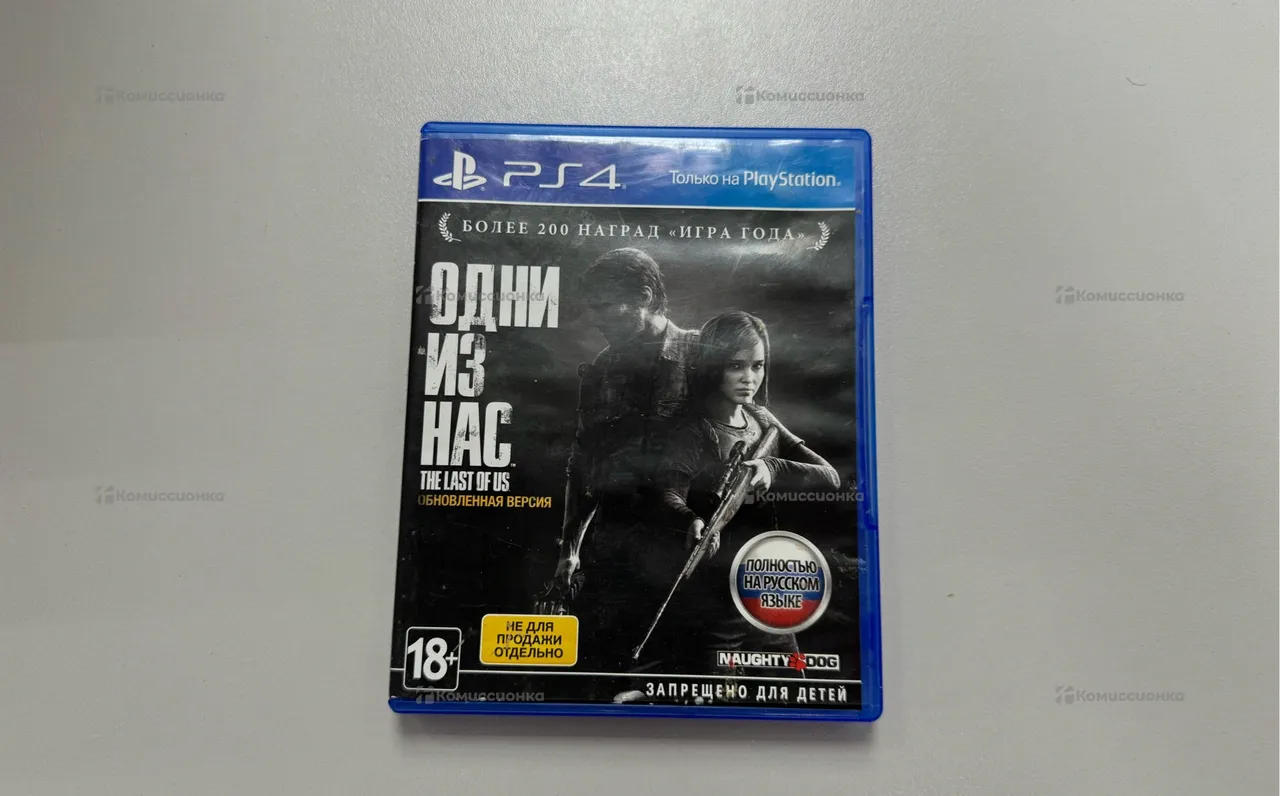 Комиссионка
Комиссионка
PS4
Только на PlayStation
БОЛЕЕ 200 НАГРАД «ИГРА ГОДА»
ОДНИ
Комиссионка
Комиссионка
ИЗ
НАС™
THE LAST OF US
ОБНОВЛЕННАЯ ВЕРСИЯ
Комиссионка
Комиссионка
ПОЛНОСТЬЮ
НА РУССКОМ
ЯЗЫКЕ
НЕ ДЛЯ
ПРОДАЖИ
ОТДЕЛЬНО
18+
NAUGHTY DOG
ЗАПРЕЩЕНО ДЛЯ ДЕТЕЙ
Комиссионка
Комиссионка